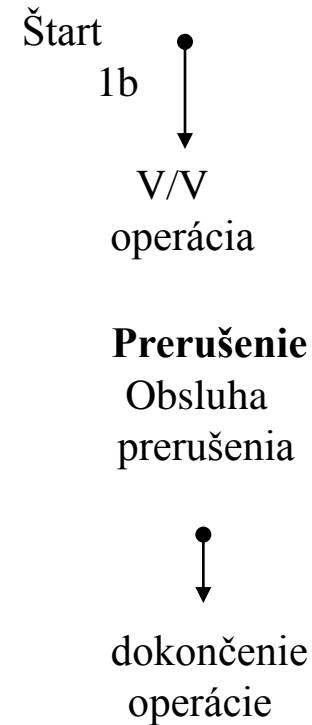 Štart
1b
V/V
operácia
Prerušenie
Obsluha
prerušenia
dokončenie
operácie